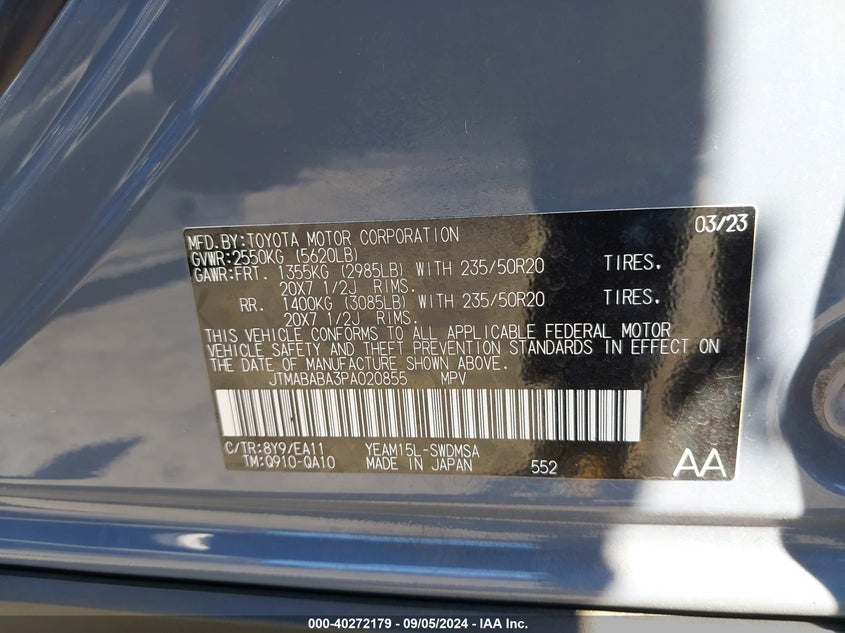 03/23
MFD.BY:TOYOTA MOTOR CORPORATION
GVWR:2550KG (5620LB)
GAWR:FRT. 1355KG (2985LB) WITH 235/50R20 TIRES.
20X7 1/2J RIMS.
RR. 1400KG (3085LB) WITH 235/50R20 TIRES.
20X7 1/2J RIMS.
THIS VEHICLE CONFORMS TO ALL APPLICABLE FEDERAL MOTOR
VEHICLE SAFETY AND THEFT PREVENTION STANDARDS IN EFFECT ON
THE DATE OF MANUFACTURE SHOWN ABOVE.
JTMABABA3PA020855 MPV
C/TR:8Y9/EA11 YEAM15L-SWDMSA
TM:Q910-QA10 MADE IN JAPAN 552 AA
000-40272179 - 09/05/2024 - IAA Inc.